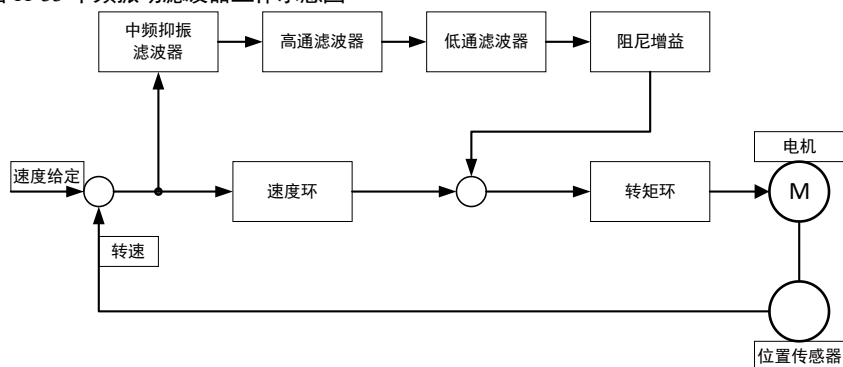 中频抑振
滤波器
高通滤波器
低通滤波器
阻尼增益
电机
速度给定
速度环
转矩环
M
转速
位置传感器